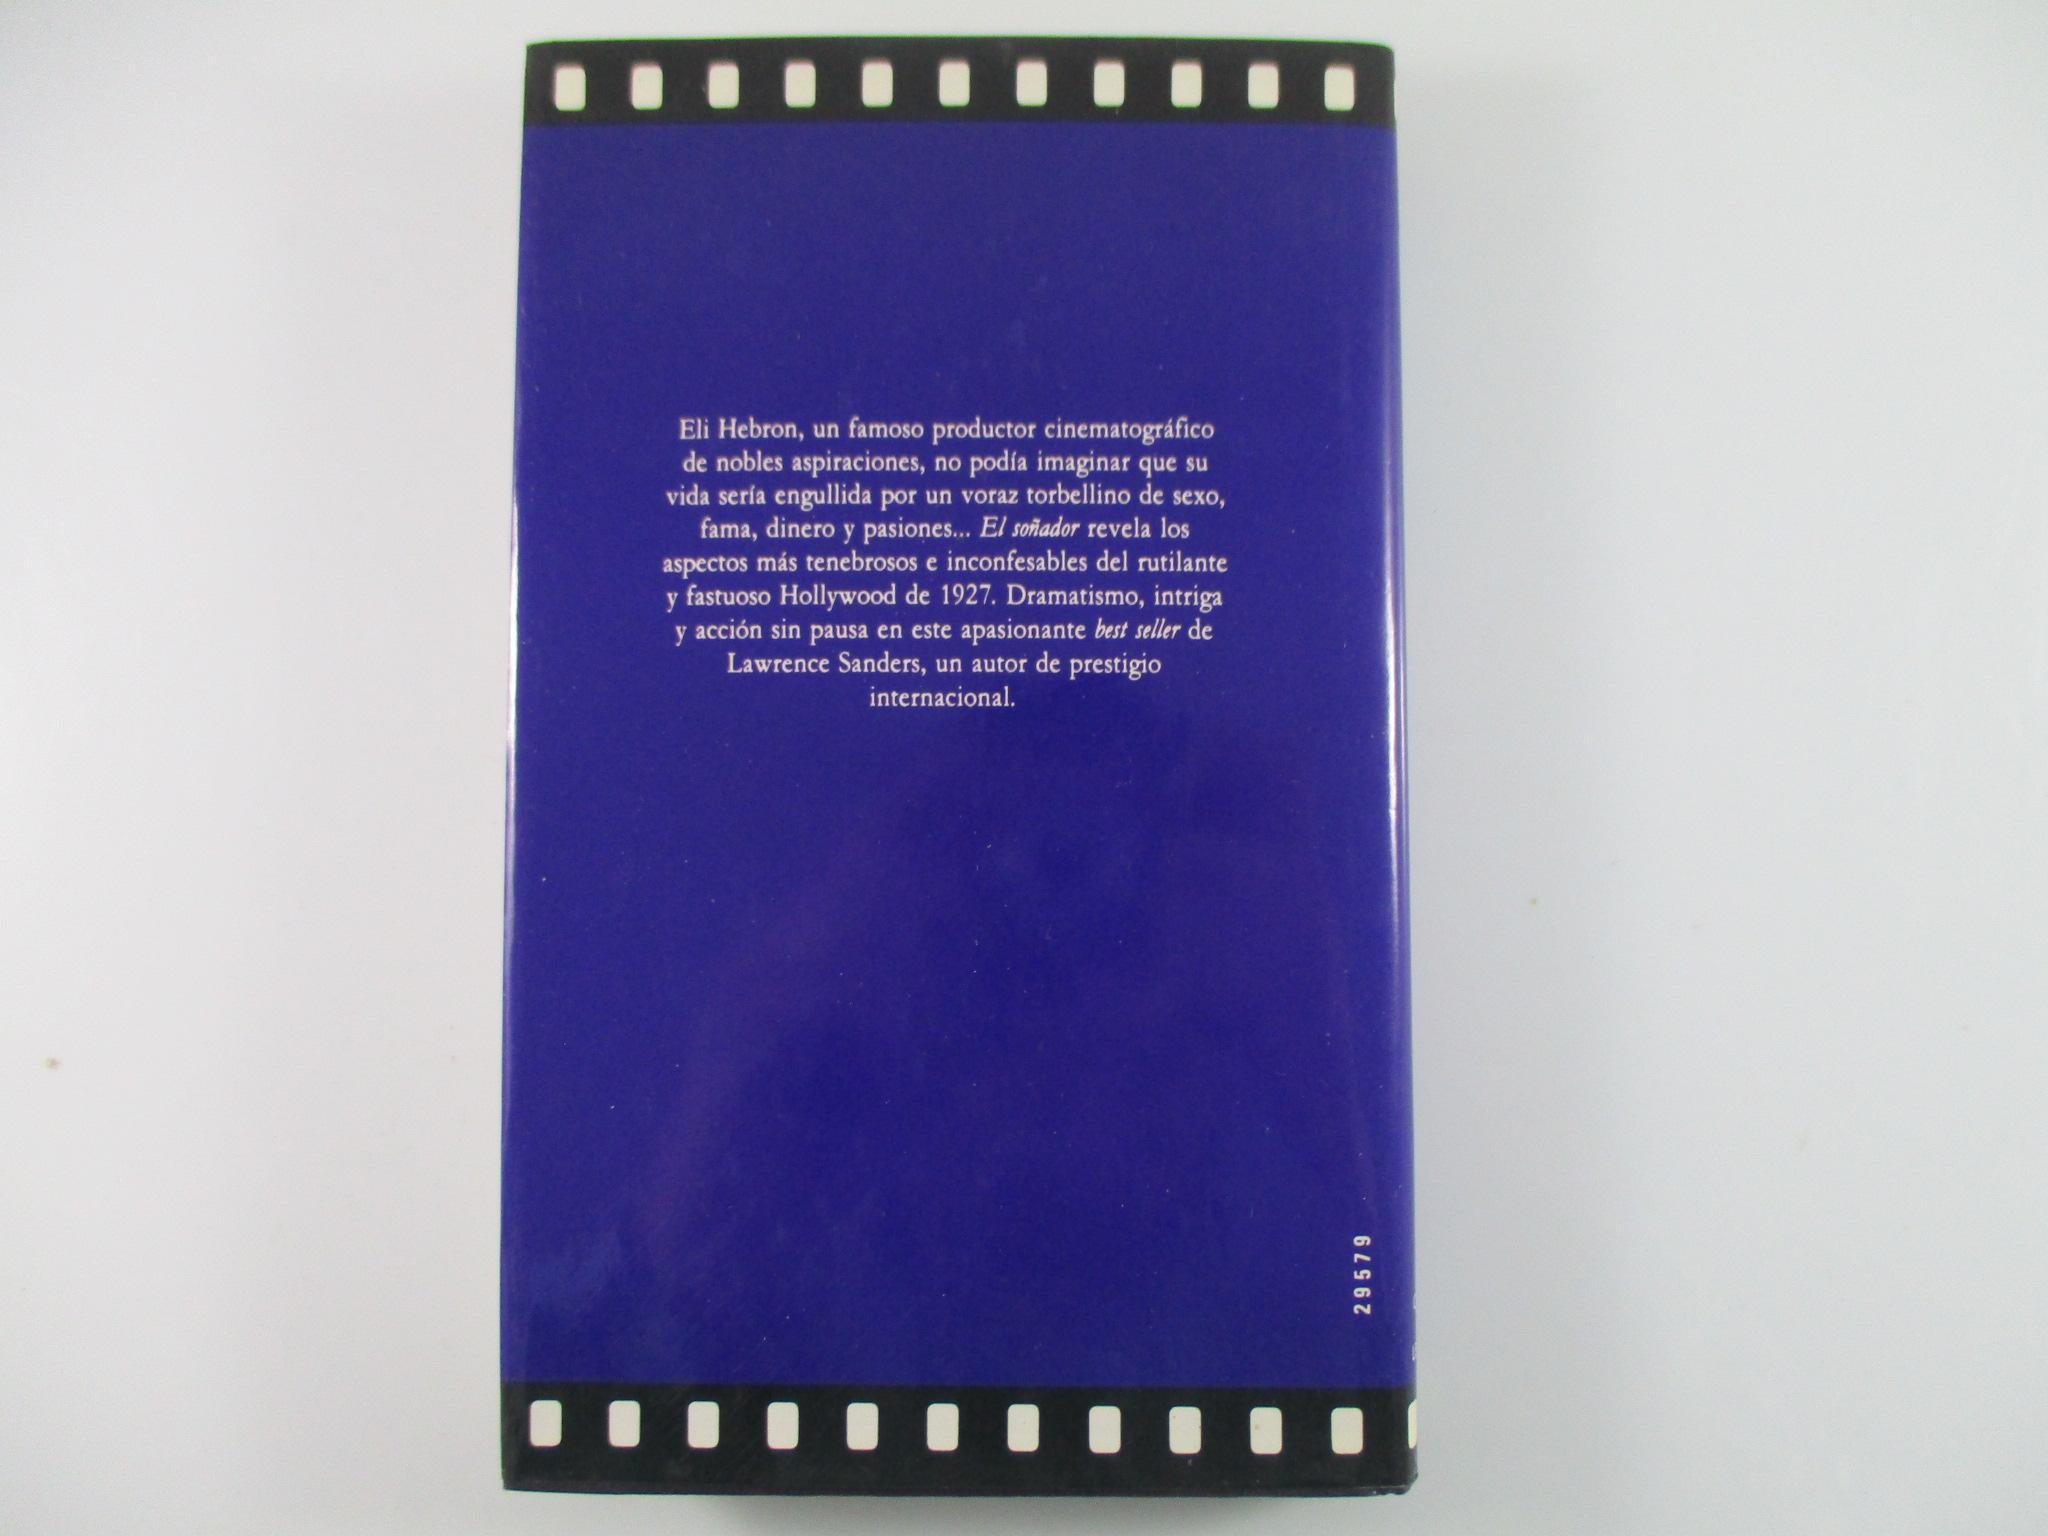 Eli Hebron, un famoso productor cinematográfico
de nobles aspiraciones, no podía imaginar que su
vida sería engullida por un voraz torbellino de sexo,
fama, dinero y pasiones... El soñador revela los
aspectos más tenebrosos e inconfesables del rutilante
y fastuoso Hollywood de 1927. Dramatismo, intriga
y acción sin pausa en este apasionante best seller de
Lawrence Sanders, un autor de prestigio
internacional.
29579